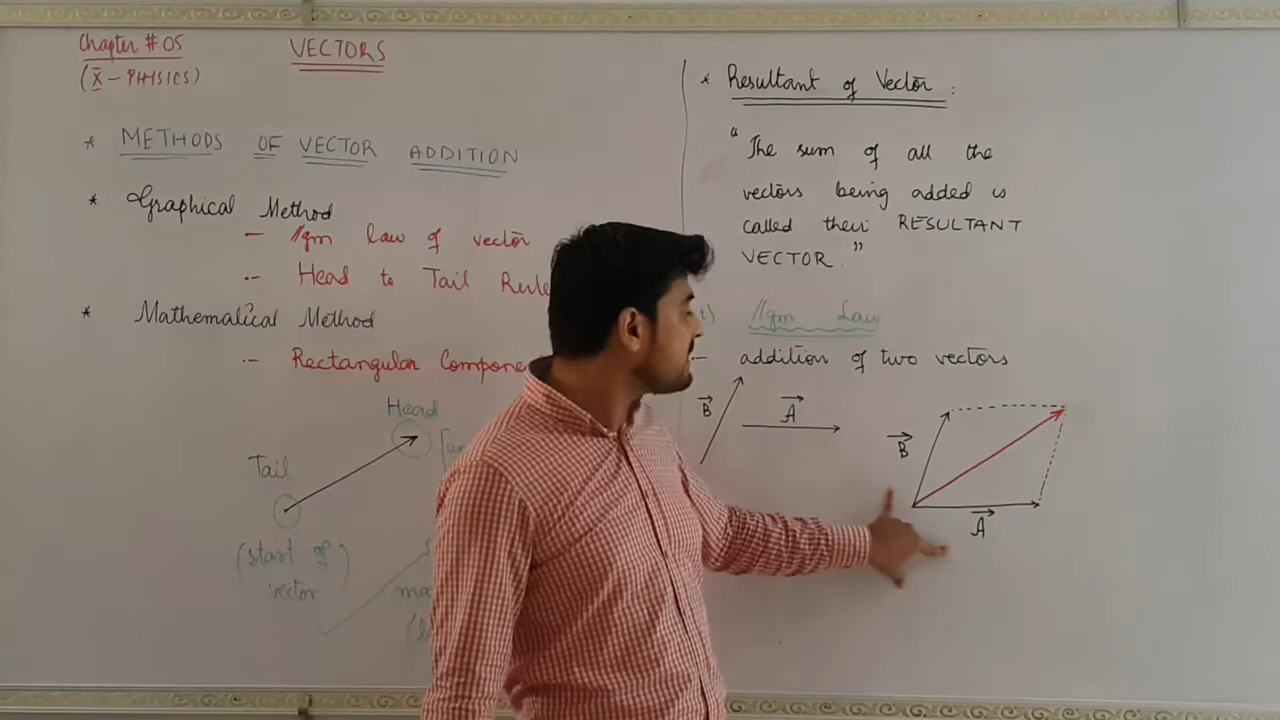 Chapter # 05
VECTORS
(X - PHYSICS)
* METHODS OF VECTOR ADDITION
* Graphical Method
- //gm law of vector
- Head to Tail Rule
* Mathematical Method
- Rectangular Compone
Head
Tail
(start of
vector)
* Resultant of Vector :
"The sum of all the
vectors being added is
called their RESULTANT
VECTOR."
//gm Law
- addition of two vectors
B
A
B
A